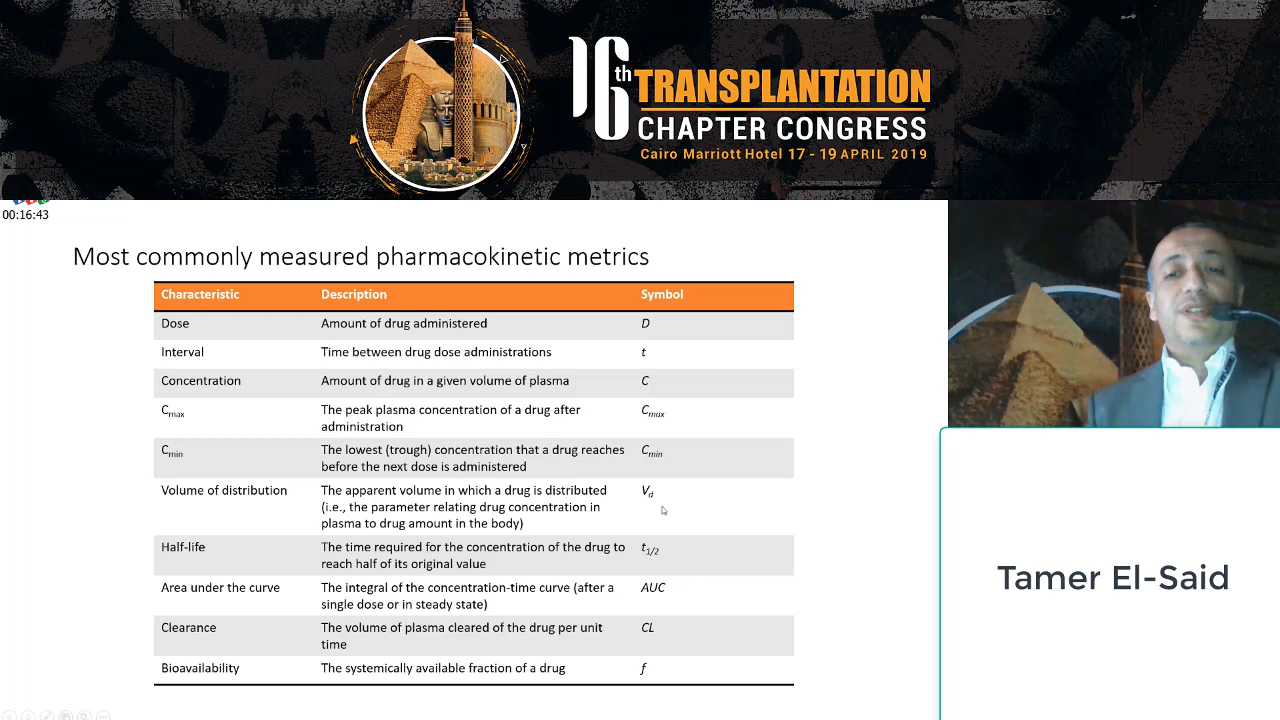 16th TRANSPLANTATION
CHAPTER CONGRESS
Cairo Marriott Hotel 17 - 19 APRIL 2019
00:16:43
Most commonly measured pharmacokinetic metrics
Characteristic Description Symbol
Dose Amount of drug administered D
Interval Time between drug dose administrations t
Concentration Amount of drug in a given volume of plasma C
Cmax The peak plasma concentration of a drug after Cmax
administration
Cmin The lowest (trough) concentration that a drug reaches Cmin
before the next dose is administered
Volume of distribution The apparent volume in which a drug is distributed Vd
(i.e., the parameter relating drug concentration in
plasma to drug amount in the body)
Half-life The time required for the concentration of the drug to t1/2
reach half of its original value
Area under the curve The integral of the concentration-time curve (after a AUC
single dose or in steady state)
Clearance The volume of plasma cleared of the drug per unit CL
time
Bioavailability The systemically available fraction of a drug f
Tamer El-Said